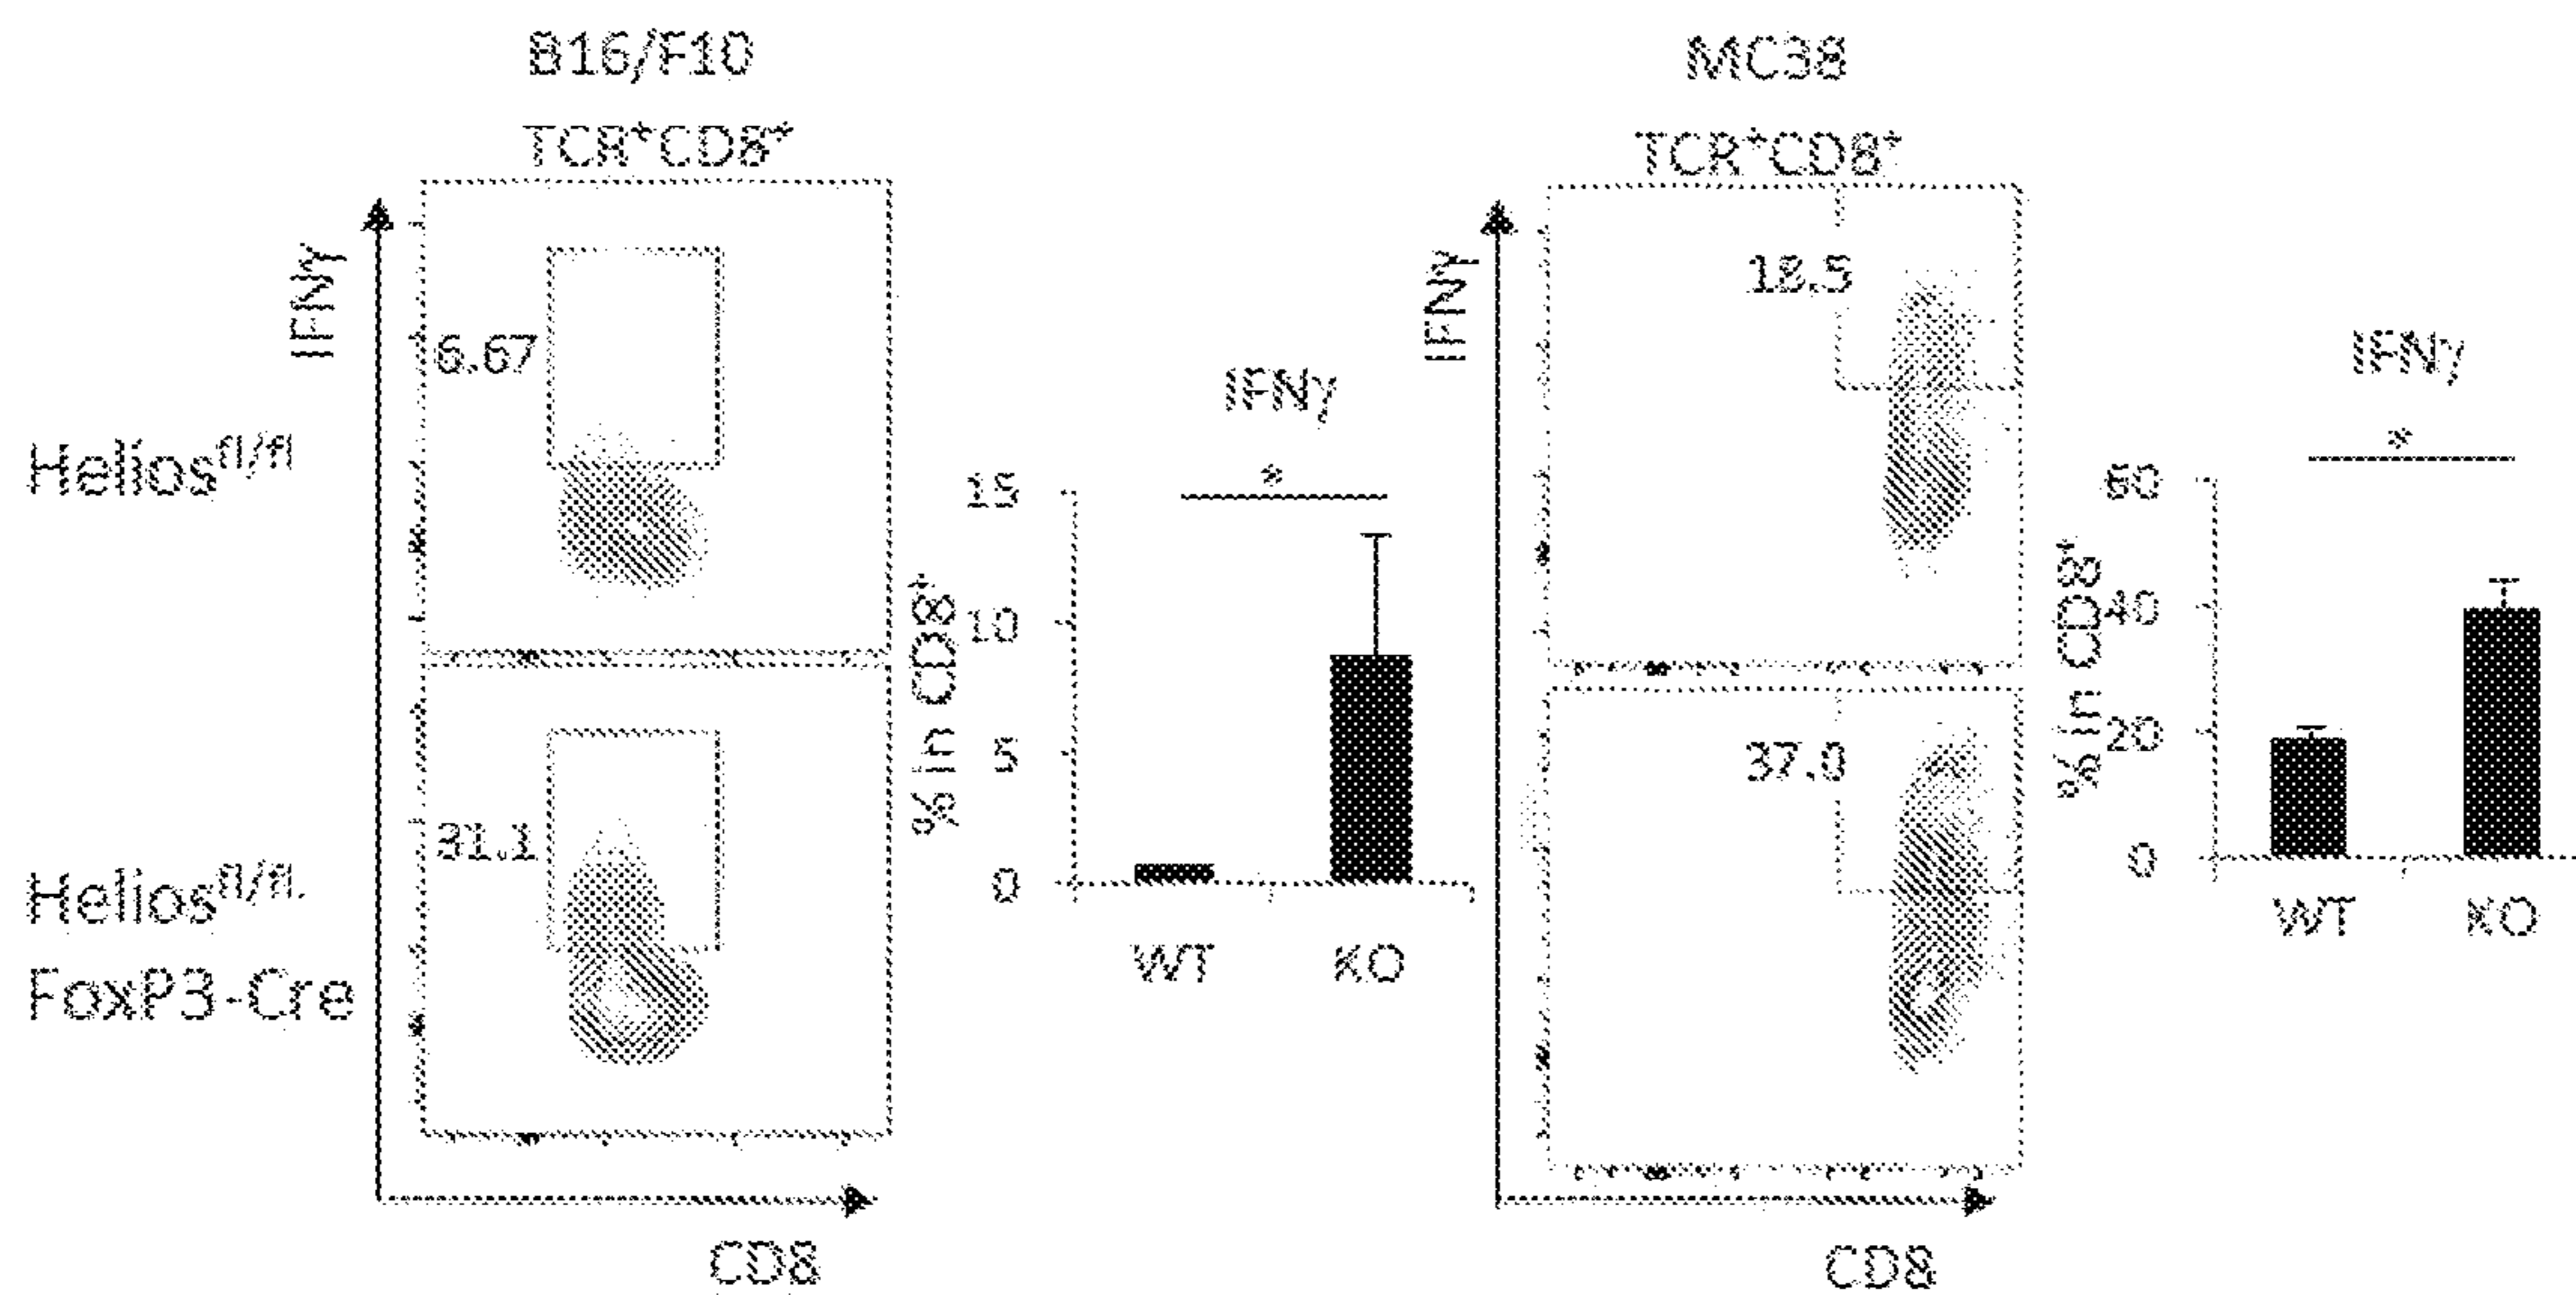 B16/F10
TCR⁺CD8⁺
IFNγ
6.67
31.1
CD8
Helios^fl/fl
Helios^fl/fl.
FoxP3-Cre
IFNγ
*
% in CD8⁺
15
10
5
0
WT
KO
MC38
TCR⁺CD8⁺
IFNγ
18.5
37.0
CD8
IFNγ
*
% in CD8⁺
60
40
20
0
WT
KO